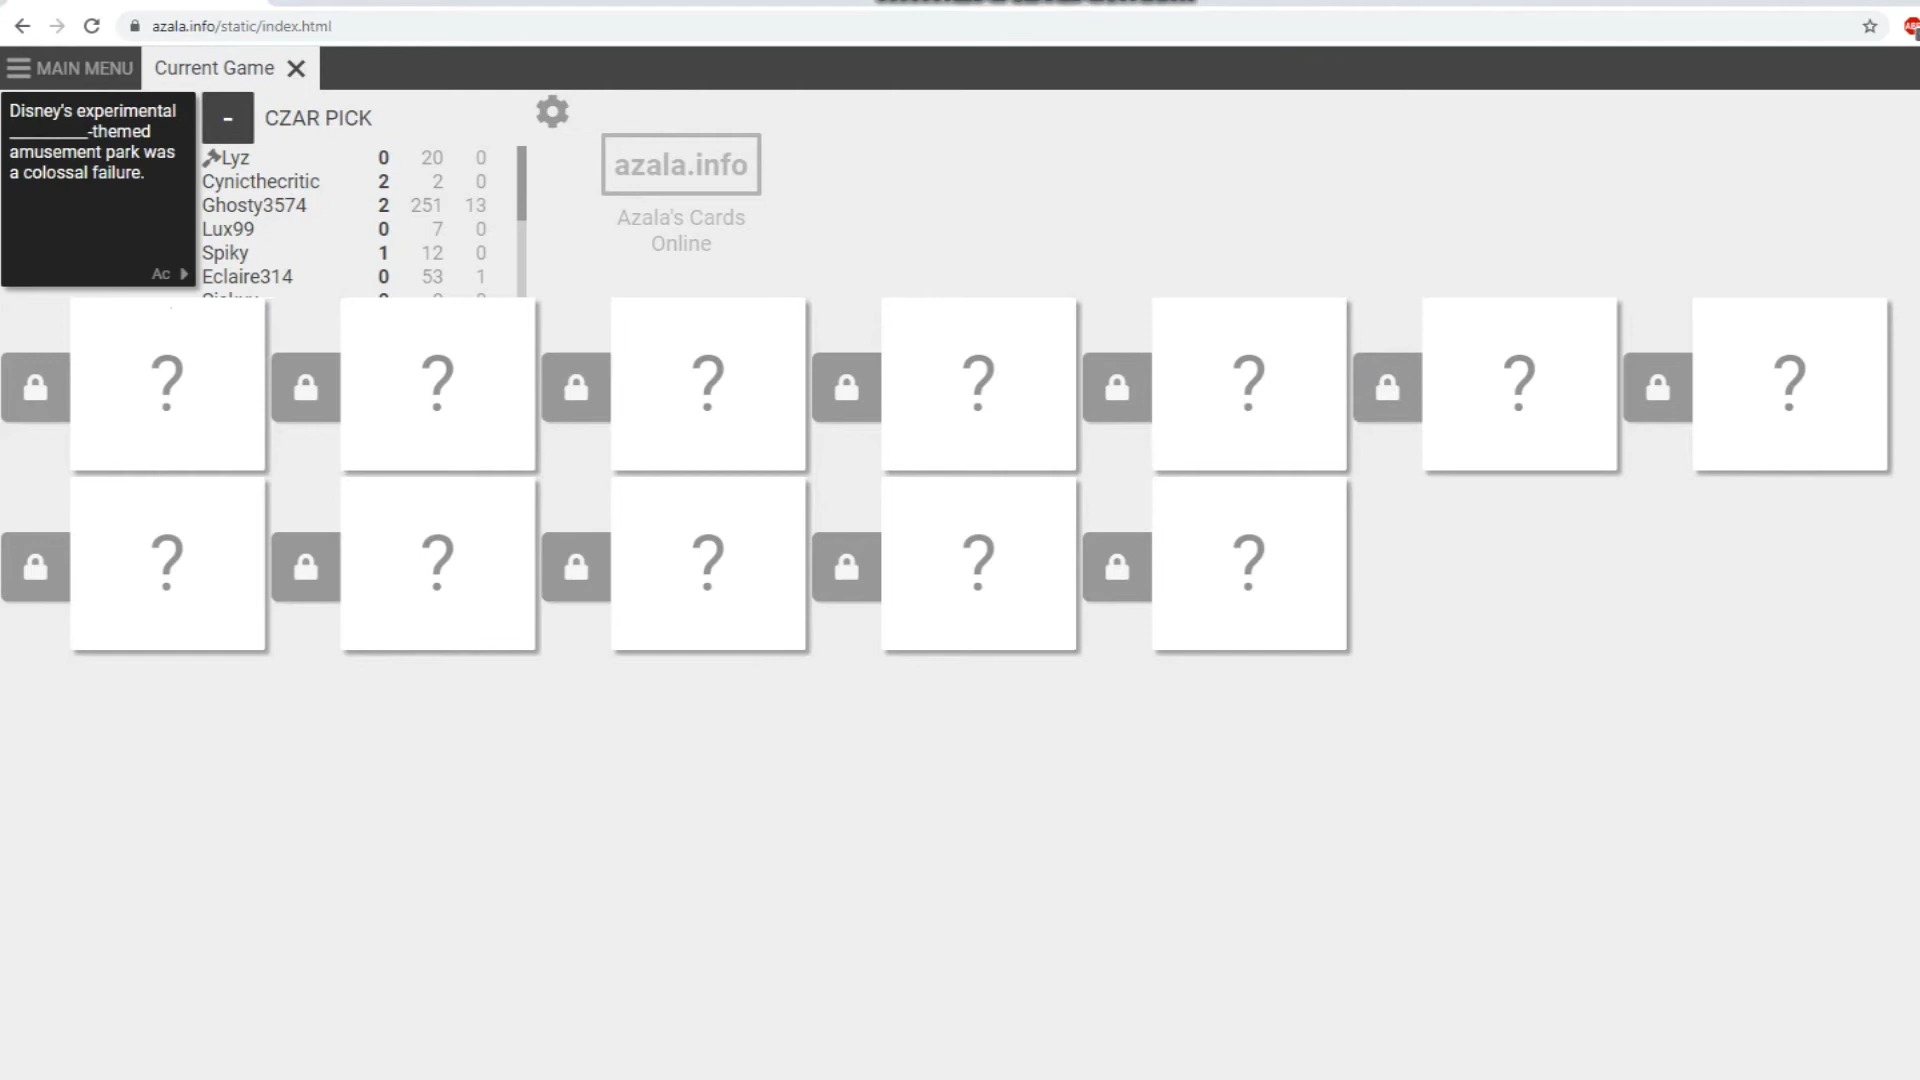 azala.info/static/index.html
MAIN MENU
Current Game
Disney's experimental
_________-themed
amusement park was
a colossal failure.
Ac
-
CZAR PICK
Lyz 0 20 0
Cynicthecritic 2 2 0
Ghosty3574 2 251 13
Lux99 0 7 0
Spiky 1 12 0
Eclaire314 0 53 1
azala.info
Azala's Cards
Online
? ? ? ? ? ? ?
? ? ? ? ?